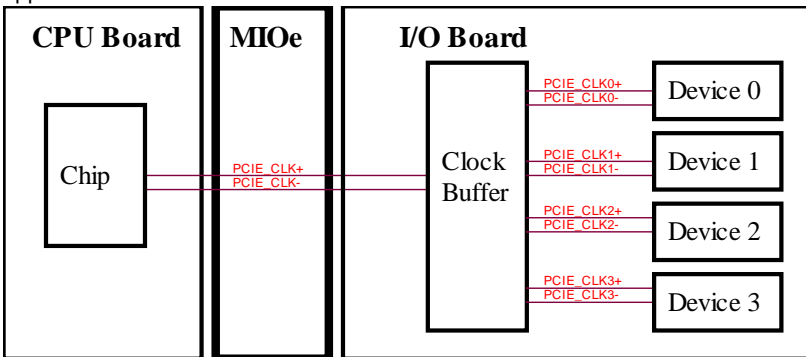 CPU Board
MIOe
I/O Board
Chip
PCIE_CLK+
PCIE_CLK-
Clock
Buffer
PCIE_CLK0+
PCIE_CLK0-
Device 0
PCIE_CLK1+
PCIE_CLK1-
Device 1
PCIE_CLK2+
PCIE_CLK2-
Device 2
PCIE_CLK3+
PCIE_CLK3-
Device 3